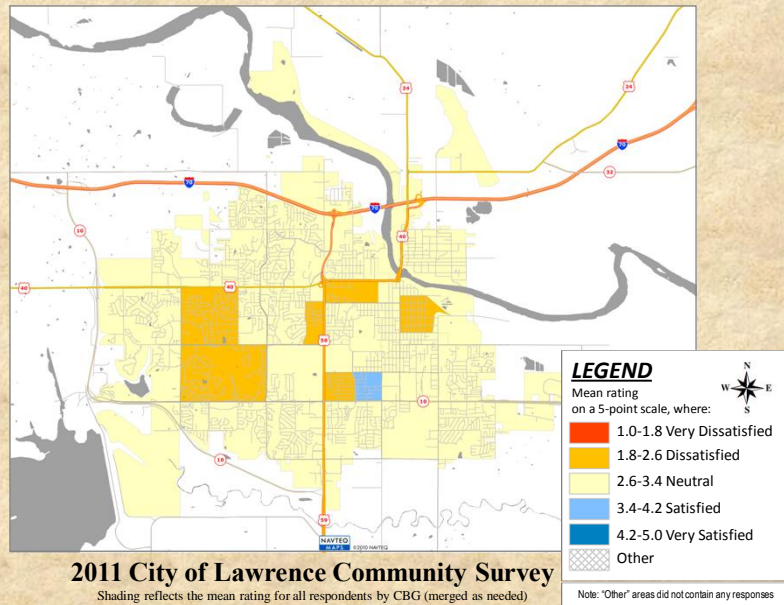 24
24
70
32
70
70
10
40
40
40
40
59
10
10
59
NAVTEQ
MAPS
©2010 NAVTEQ
LEGEND
Mean rating
on a 5-point scale, where:
N
W E
S
1.0-1.8 Very Dissatisfied
1.8-2.6 Dissatisfied
2.6-3.4 Neutral
3.4-4.2 Satisfied
4.2-5.0 Very Satisfied
Other
2011 City of Lawrence Community Survey
Shading reflects the mean rating for all respondents by CBG (merged as needed)
Note: "Other" areas did not contain any responses